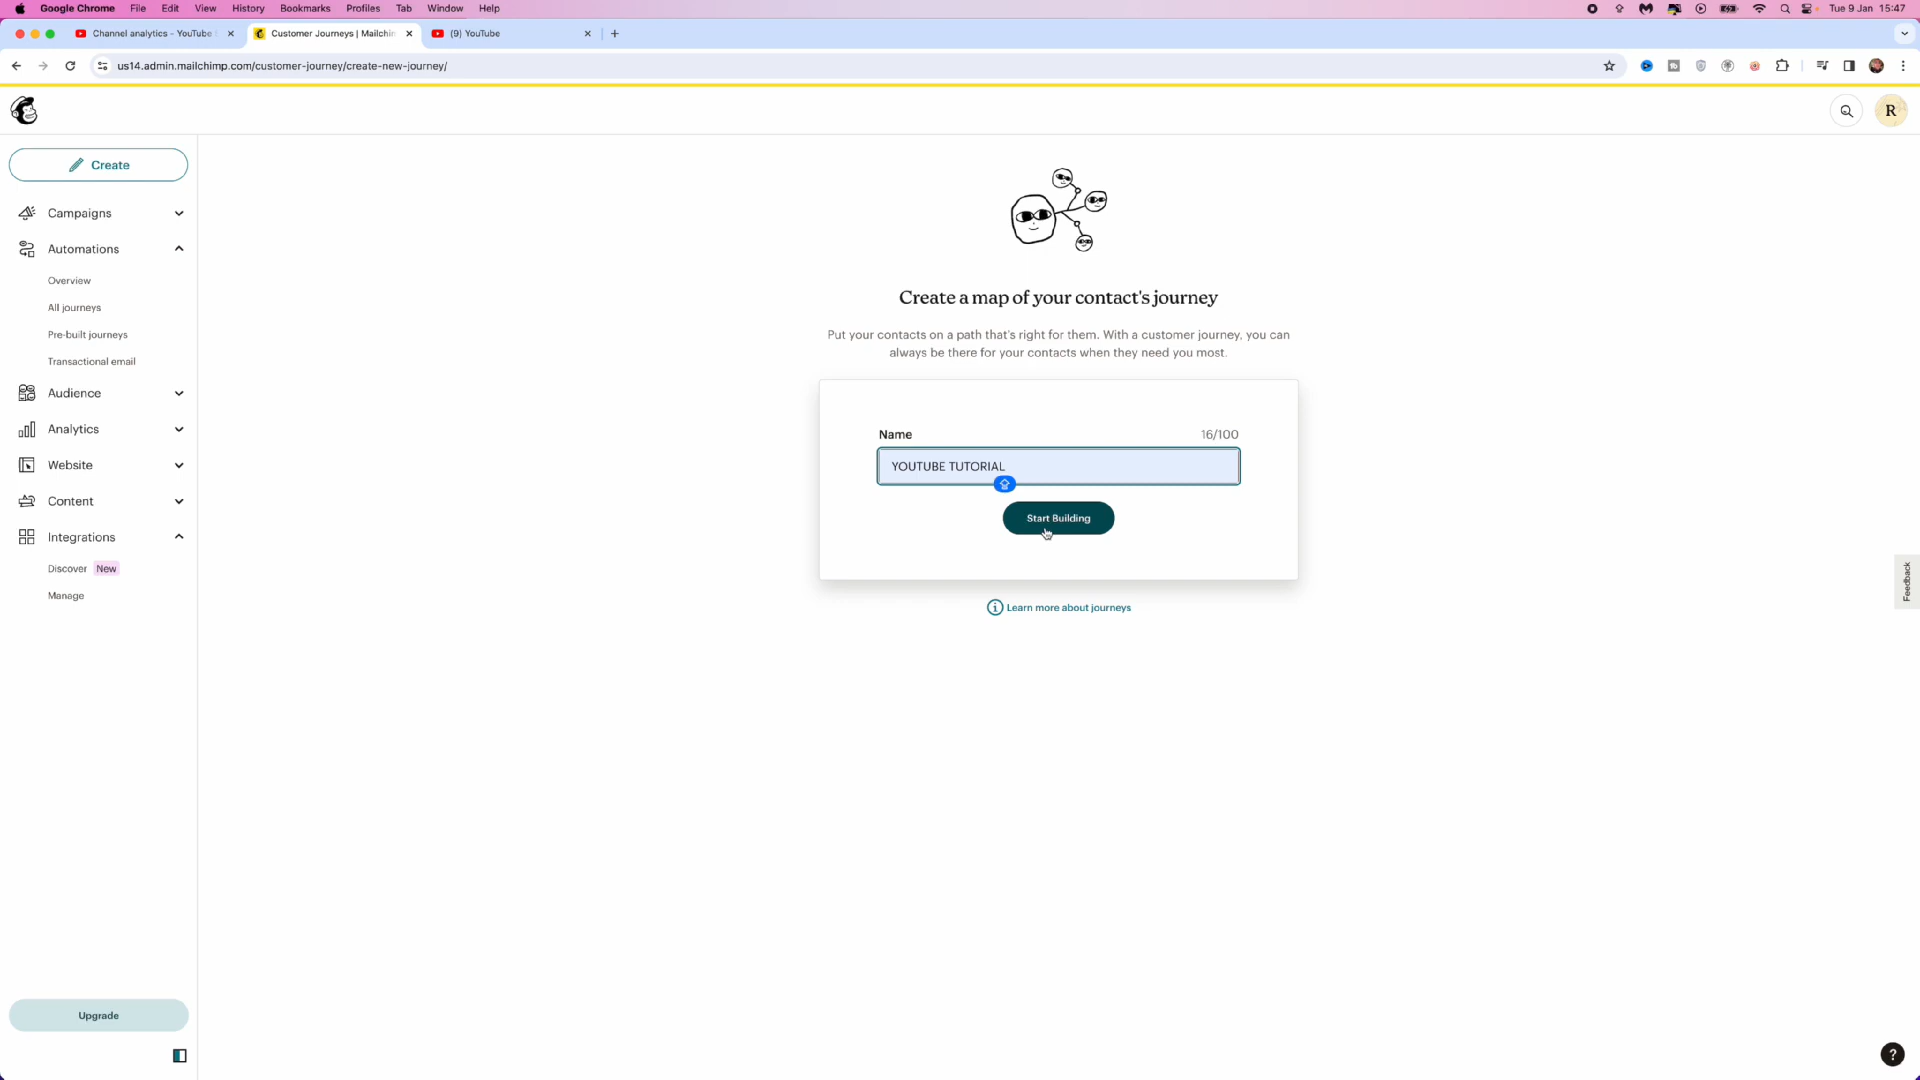 Google Chrome File Edit View History Bookmarks Profiles Tab Window Help Tue 9 Jan 15:47
Channel analytics - YouTube Customer Journeys | Mailchim (9) YouTube
us14.admin.mailchimp.com/customer-journey/create-new-journey/
R
Create
Campaigns
Automations
Overview
All journeys
Pre-built journeys
Transactional email
Audience
Analytics
Website
Content
Integrations
Discover New
Manage
Upgrade
Create a map of your contact's journey
Put your contacts on a path that's right for them. With a customer journey, you can
always be there for your contacts when they need you most.
Name 16/100
YOUTUBE TUTORIAL
Start Building
Learn more about journeys
Feedback
?